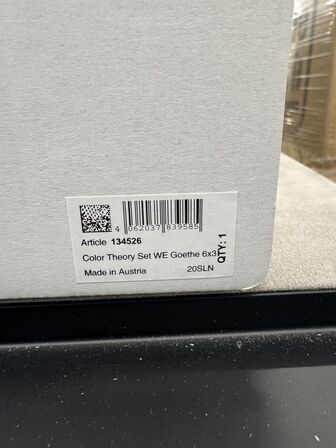 4 062037 839585
Article 134526
Color Theory Set WE Goethe 6x3
Made in Austria 20SLN
QTY: 1